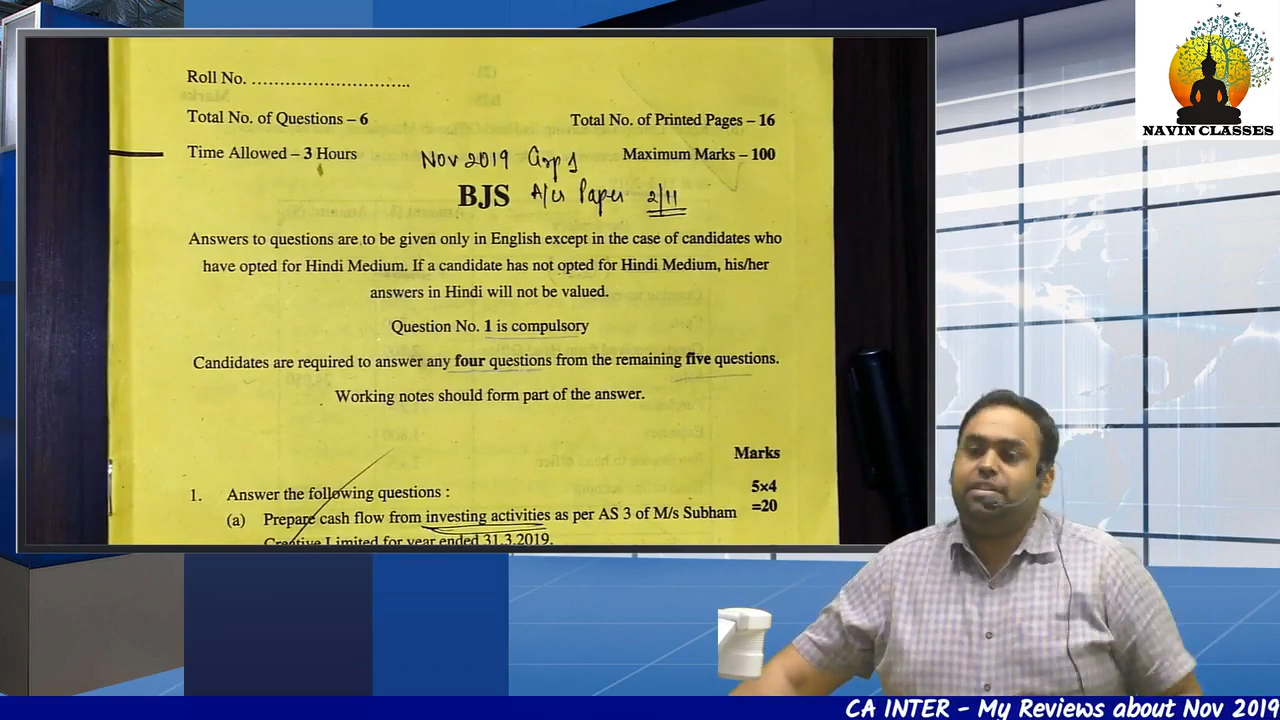 Roll No. ........................................
Total No. of Questions – 6
Total No. of Printed Pages – 16
Time Allowed – 3 Hours
Maximum Marks – 100
Nov 2019 Grp 1
BJS A/cs Paper 2/11
Answers to questions are to be given only in English except in the case of candidates who
have opted for Hindi Medium. If a candidate has not opted for Hindi Medium, his/her
answers in Hindi will not be valued.
Question No. 1 is compulsory
Candidates are required to answer any four questions from the remaining five questions.
Working notes should form part of the answer.
Marks
1. Answer the following questions : 5×4
(a) Prepare cash flow from investing activities as per AS 3 of M/s Subham =20
Creative Limited for year ended 31.3.2019.
NAVIN CLASSES
CA INTER - My Reviews about Nov 2019